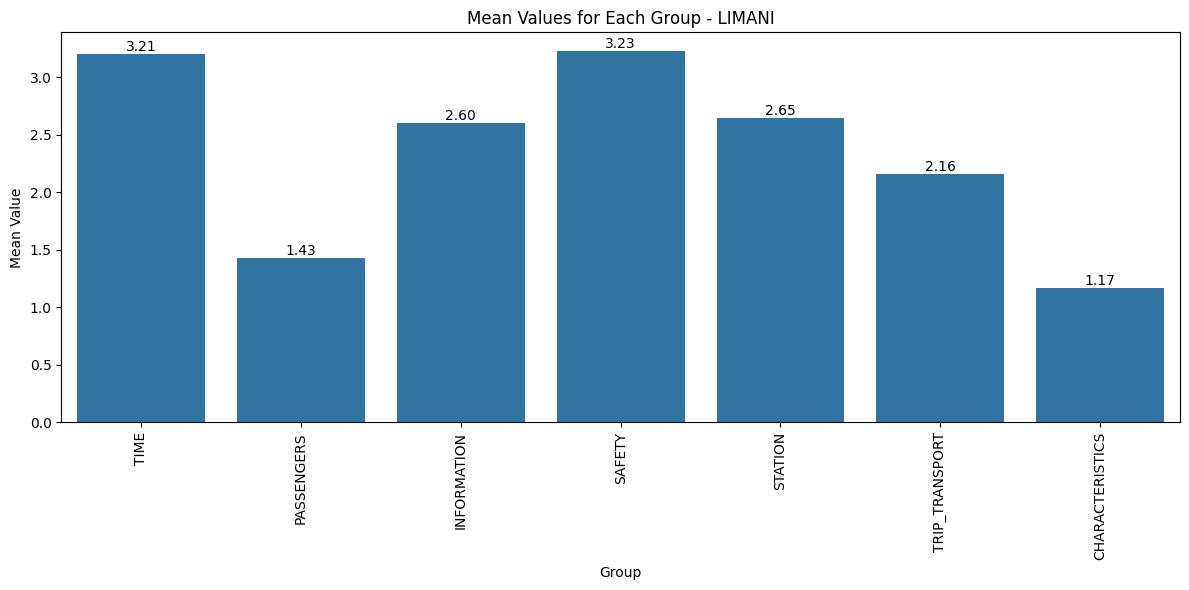 Mean Values for Each Group - LIMANI
Mean Value
3.0
2.5
2.0
1.5
1.0
0.5
0.0
3.21
1.43
2.60
3.23
2.65
2.16
1.17
TIME
PASSENGERS
INFORMATION
SAFETY
STATION
TRIP_TRANSPORT
CHARACTERISTICS
Group